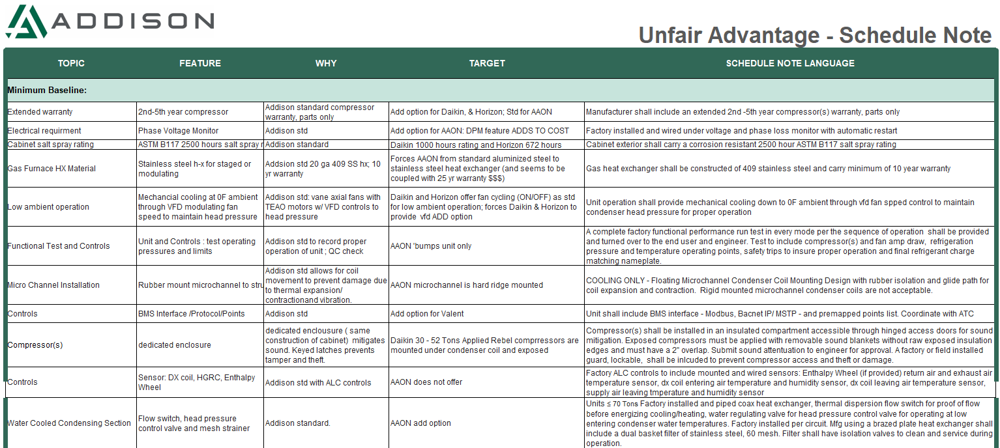 ADDISON
Unfair Advantage - Schedule Note
TOPIC FEATURE WHY TARGET SCHEDULE NOTE LANGUAGE
Minimum Baseline:
Extended warranty
2nd-5th year compressor
Addison standard compressor
warranty, parts only
Add option for Daikin, & Horizon; Std for AAON
Manufacturer shall include an extended 2nd -5th year compressor(s) warranty, parts only
Electrical requirment
Phase Voltage Monitor
Addison std
Add option for AAON: DPM feature ADDS TO COST
Factory installed and wired under voltage and phase loss monitor with automatic restart
Cabinet salt spray rating
ASTM B117 2500 hours salt spray r
Addison standard
Daikin 1000 hours rating and Horizon 672 hours
Cabinet exterior shall carry a corrosion resistant 2500 hour ASTM B117 salt spray rating
Gas Furnace HX Material
Stainless steel h-x for staged or
modulating
Addsion std 20 ga 409 SS hx; 10
yr warranty
Forces AAON from standard aluminized steel to
stainless steel heat exchanger (and seems to be
coupled with 25 yr warranty $$$)
Gas heat exchanger shall be constructed of 409 stainless steel and carry minimum of 10 year warranty
Low ambient operation
Mechancial cooling at 0F ambient
through VFD modulating fan
speed to maintain head pressure
Addison std: vane axial fans with
TEAO motors w/ VFD controls to
head pressure
Daikin and Horizon offer fan cycling (ON/OFF) as std
for low ambient operation; forces Daikin & Horizon to
provide vfd ADD option
Unit operation shall provide mechanical cooling down to 0F ambient through vfd fan spped control to maintain
condenser head pressure for proper operation
Functional Test and Controls
Unit and Controls : test operating
pressures and limits
Addison std to record proper
operation of unit ; QC check
AAON 'bumps unit only
A complete factory functional performance run test in every mode per the sequence of operation shall be provided
and turned over to the end user and engineer. Test to include compressor(s) and fan amp draw, refrigeration
pressure and temperature operating points, safety trips to insure proper operation and final refrigerant charge
matching nameplate.
Micro Channel Installation
Rubber mount microchannel to stru
Addison std allows for coil
movement to prevent damage due
to thermal expansion/
contractionand vibration.
AAON microchannel is hard ridge mounted
COOLING ONLY - Floating Microchannel Condenser Coil Mounting Design with rubber isolation and glide path for
coil expansion and contraction. Rigid mounted microchannel condenser coils are not acceptable.
Controls
BMS Interface /Protocol/Points
Addison std
Add option for Valent
Unit shall include BMS interface - Modbus, Bacnet IP/ MSTP - and premapped points list. Coordinate with ATC
Compressor(s)
dedicated enclosure
dedicated enclousure ( same
construction of cabinet) mitigates
sound. Keyed latches prevents
tamper and theft.
Daikin 30 - 52 Tons Applied Rebel comprressors are
mounted under condenser coil and exposed
Compressor(s) shall be installed in an insulated compartment accessible through hinged access doors for sound
mitigation. Exposed compressors must be applied with removable sound blankets without raw exposed insulation
edges and must have a 2" overlap. Submit sound attentuation to engineer for approval. A factory or field installed
guard, lockable, shall be inlcuded to prevent compressor access and theft or damage.
Controls
Sensor: DX coil, HGRC, Enthalpy
Wheel
Addison std with ALC controls
AAON does not offer
Factory ALC controls to include mounted and wired sensors: Enthalpy Wheel (if provided) return air and exhaust air
temperature sensor, dx coil entering air temperature and humidity sensor, dx coil leaving air temperature sensor,
supply air leaving tmperature and humidity sensor
Water Cooled Condensing Section
Flow switch, head pressure
control valve and mesh strainer
Addison standard.
AAON add option
Units ≤ 70 Tons Factory installed and piped coax heat exchanger, thermal dispersion flow switch for proof of flow
before energizing cooling/heating, water regulating valve for head pressure control valve for operating at low
entering condenser water temperatures. Factory installed per circuit. Mfg using a brazed plate heat exchanger shall
include a dual basket filter of stainless steel, 60 mesh. Filter shall have isolation valves to clean and service during
operation.